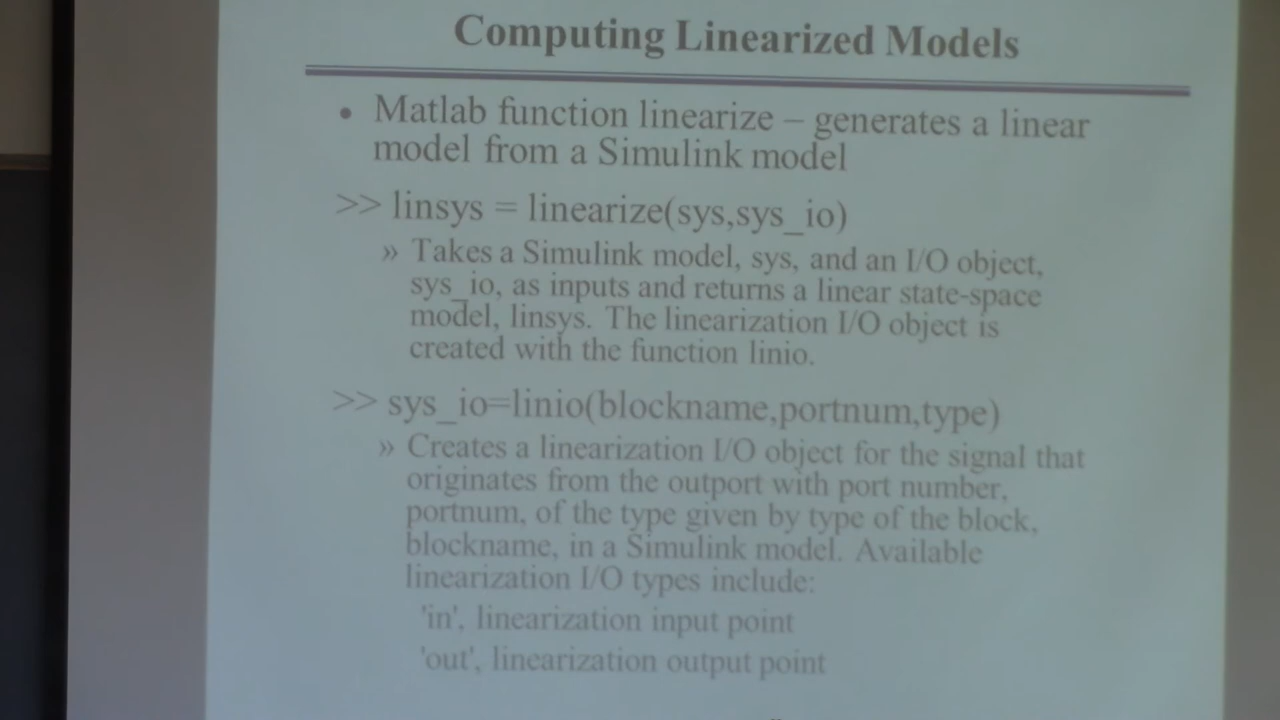 Computing Linearized Models
• Matlab function linearize – generates a linear
model from a Simulink model
>> linsys = linearize(sys,sys_io)
» Takes a Simulink model, sys, and an I/O object,
sys_io, as inputs and returns a linear state-space
model, linsys. The linearization I/O object is
created with the function linio.
>> sys_io=linio(blockname,portnum,type)
» Creates a linearization I/O object for the signal that
originates from the outport with port number,
portnum, of the type given by type of the block,
blockname, in a Simulink model. Available
linearization I/O types include:
'in', linearization input point
'out', linearization output point